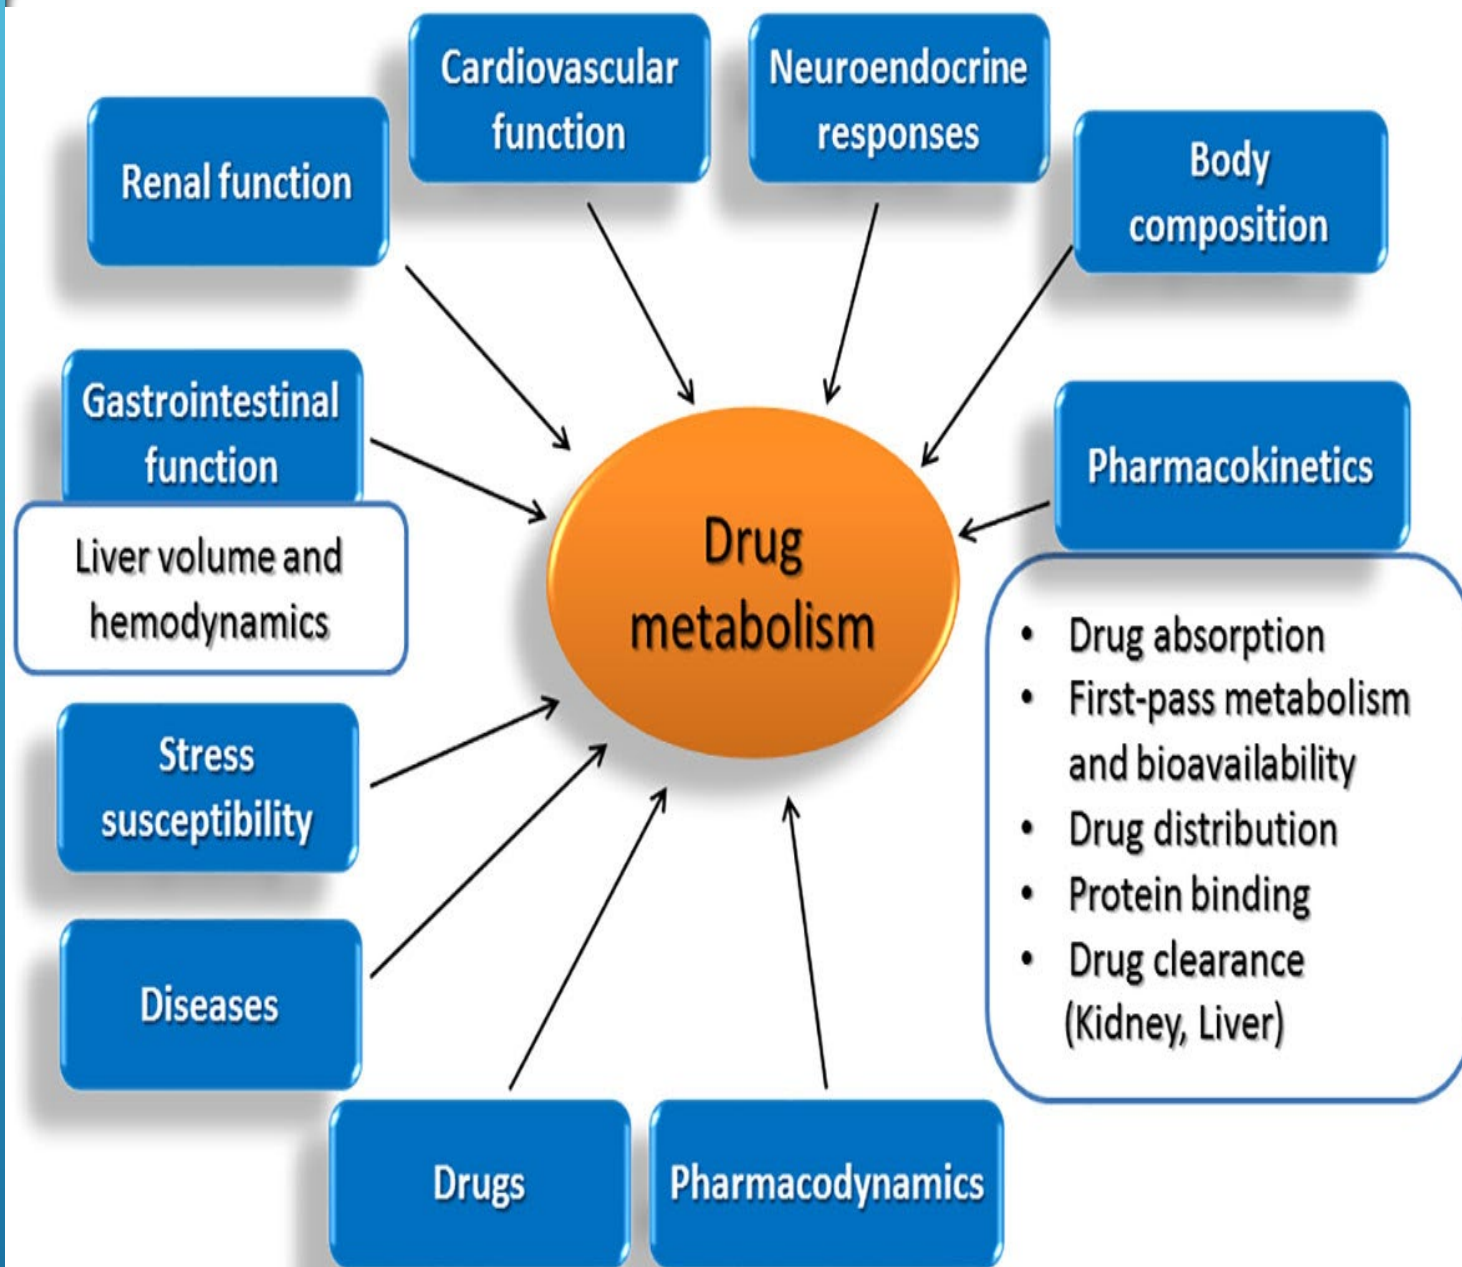 Cardiovascular
function
Neuroendocrine
responses
Renal function
Body
composition
Gastrointestinal
function
Liver volume and
hemodynamics
Pharmacokinetics
• Drug absorption
• First-pass metabolism
and bioavailability
• Drug distribution
• Protein binding
• Drug clearance
(Kidney, Liver)
Drug
metabolism
Stress
susceptibility
Diseases
Drugs
Pharmacodynamics